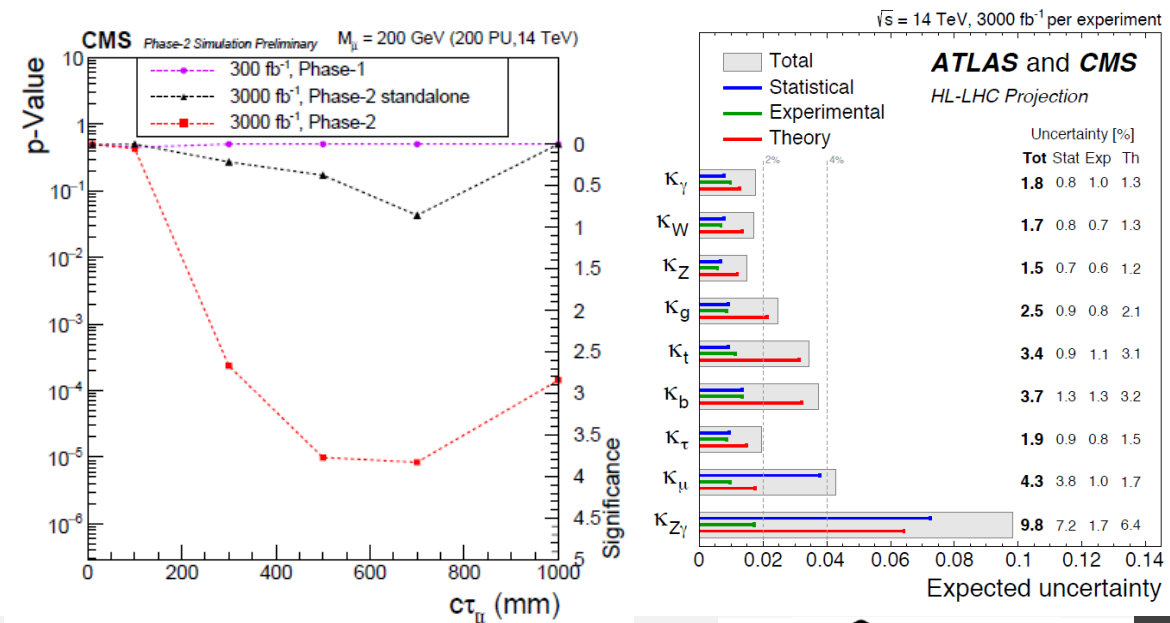 CMS Phase-2 Simulation Preliminary M_μ = 200 GeV (200 PU,14 TeV)
300 fb⁻¹, Phase-1
3000 fb⁻¹, Phase-2 standalone
3000 fb⁻¹, Phase-2
p-Value
10
1
10⁻¹
10⁻²
10⁻³
10⁻⁴
10⁻⁵
10⁻⁶
0
0.5
1
1.5
2
2.5
3
3.5
4
4.5
5
Significance
0 200 400 600 800 1000
cτ_μ̃ (mm)
√s = 14 TeV, 3000 fb⁻¹ per experiment
Total
Statistical
Experimental
Theory
ATLAS and CMS
HL-LHC Projection
Uncertainty [%]
Tot Stat Exp Th
2% 4%
κ_γ 1.8 0.8 1.0 1.3
κ_W 1.7 0.8 0.7 1.3
κ_Z 1.5 0.7 0.6 1.2
κ_g 2.5 0.9 0.8 2.1
κ_t 3.4 0.9 1.1 3.1
κ_b 3.7 1.3 1.3 3.2
κ_τ 1.9 0.9 0.8 1.5
κ_μ 4.3 3.8 1.0 1.7
κ_Zγ 9.8 7.2 1.7 6.4
0 0.02 0.04 0.06 0.08 0.1 0.12 0.14
Expected uncertainty